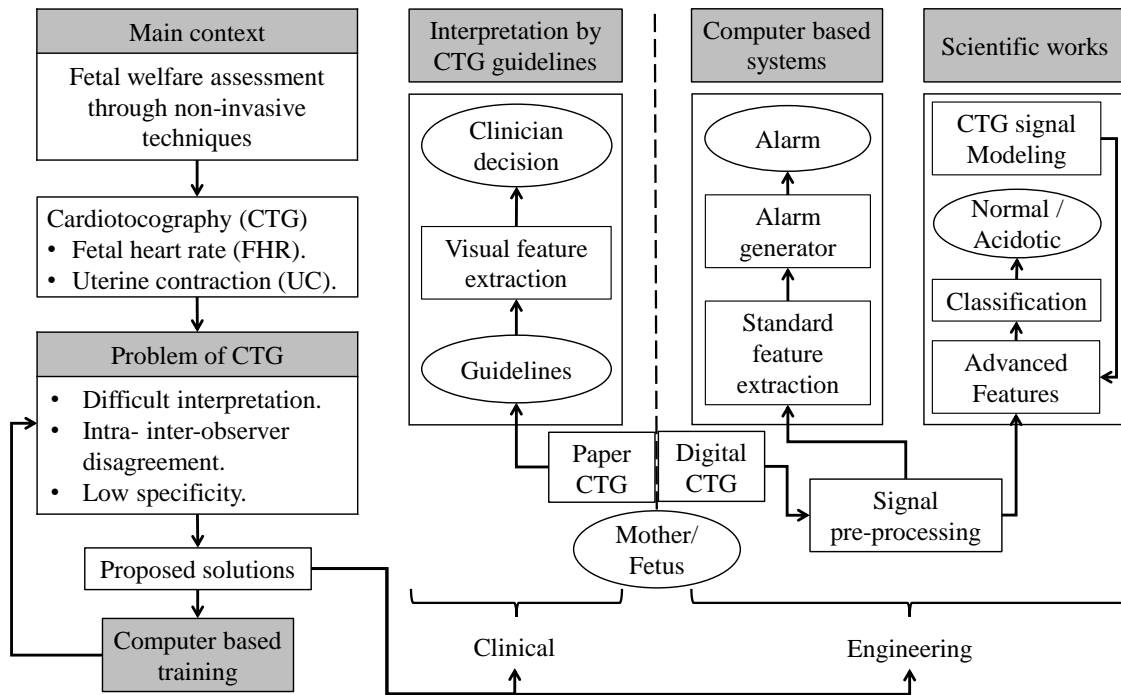 Main context
Fetal welfare assessment
through non-invasive
techniques
Cardiotocography (CTG)
• Fetal heart rate (FHR).
• Uterine contraction (UC).
Problem of CTG
• Difficult interpretation.
• Intra- inter-observer
disagreement.
• Low specificity.
Proposed solutions
Computer based
training
Interpretation by
CTG guidelines
Clinician
decision
Visual feature
extraction
Guidelines
Paper
CTG
Computer based
systems
Alarm
Alarm
generator
Standard
feature
extraction
Digital
CTG
Mother/
Fetus
Scientific works
CTG signal
Modeling
Normal /
Acidotic
Classification
Advanced
Features
Signal
pre-processing
Clinical
Engineering